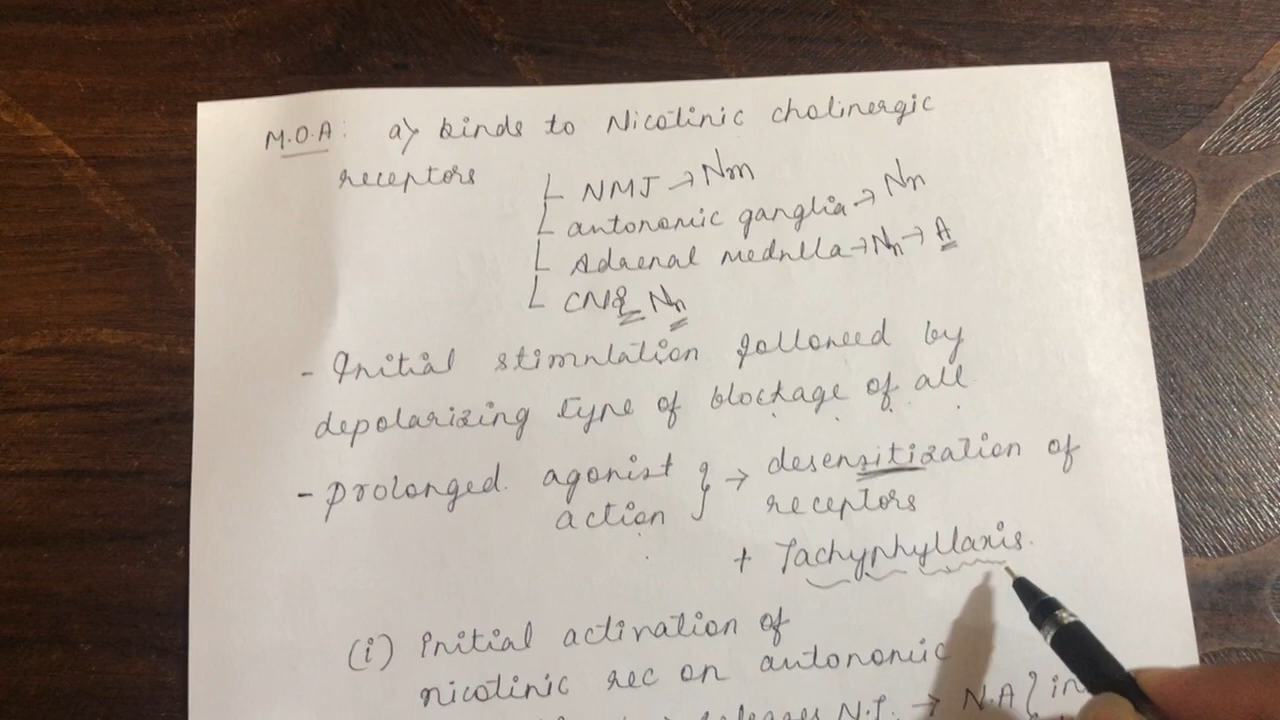 M.O.A: a) binds to Nicotinic cholinergic
receptors
NMJ → Nm
autonomic ganglia → Nn
Adrenal medulla → Nn → A
CNS Nn
- Initial stimulation followed by
depolarizing type of blockage of all
- prolonged agonist action } → desensitization of
receptors
+ Tachyphyllaxis.
(i) Initial activation of
nicotinic rec on autonomic
N.T. → N.A } in